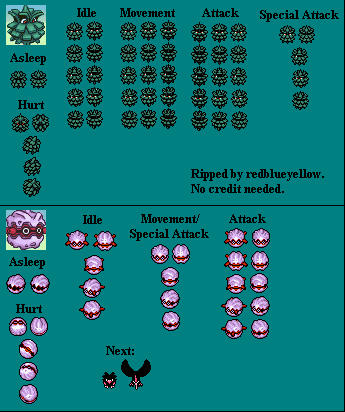 Idle
Movement
Attack
Special Attack
Asleep
Hurt
Ripped by redblueyellow.
No credit needed.
Idle
Movement/
Special Attack
Attack
Asleep
Hurt
Next: